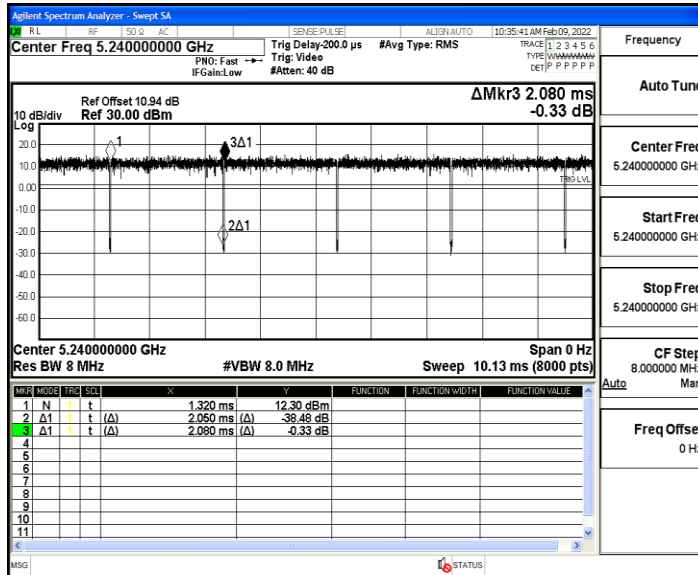 Agilent Spectrum Analyzer - Swept SA
RL RF 50 Ω AC SENSE:PULSE ALIGN AUTO 10:35:41 AM Feb 09, 2022
Center Freq 5.240000000 GHz
PNO: Fast
IFGain:Low
Trig Delay-200.0 µs
Trig: Video
#Atten: 40 dB
#Avg Type: RMS
TRACE 1 2 3 4 5 6
TYPE
DET P P P P P P
Ref Offset 10.94 dB
10 dB/div Ref 30.00 dBm
Log
ΔMkr3 2.080 ms
-0.33 dB
20.0
10.0
0.00
-10.0
-20.0
-30.0
-40.0
-50.0
-60.0
1
3Δ1
2Δ1
TRIG LVL
Center 5.240000000 GHz Span 0 Hz
Res BW 8 MHz #VBW 8.0 MHz Sweep 10.13 ms (8000 pts)
MKR MODE TRC SCL X Y FUNCTION FUNCTION WIDTH FUNCTION VALUE
1 N 1 t 1.320 ms 12.30 dBm
2 Δ1 1 t (Δ) 2.050 ms (Δ) -38.48 dB
3 Δ1 1 t (Δ) 2.080 ms (Δ) -0.33 dB
4
5
6
7
8
9
10
11
MSG STATUS
Frequency
Auto Tune
Center Freq
5.240000000 GHz
Start Freq
5.240000000 GHz
Stop Freq
5.240000000 GHz
CF Step
8.000000 MHz
Auto Man
Freq Offset
0 Hz